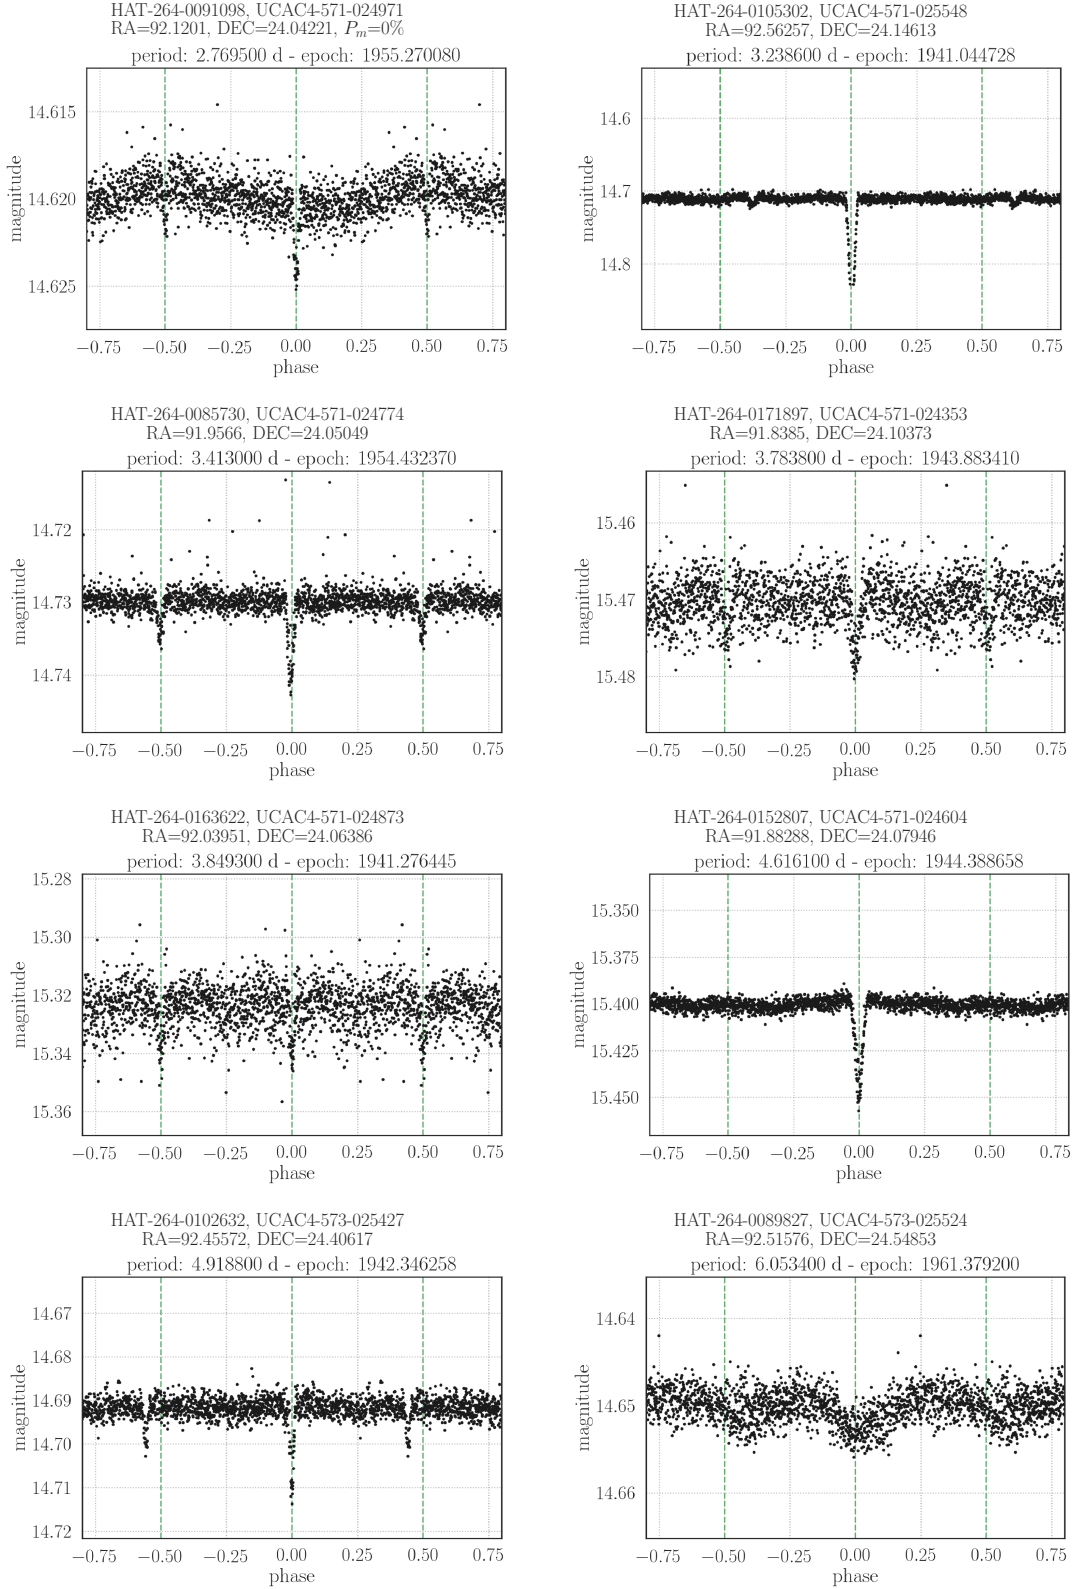 HAT-264-0091098, UCAC4-571-024971
RA=92.1201, DEC=24.04221, P_m=0%
period: 2.769500 d - epoch: 1955.270080
14.615
14.620
14.625
magnitude
−0.75 −0.50 −0.25 0.00 0.25 0.50 0.75
phase
HAT-264-0105302, UCAC4-571-025548
RA=92.56257, DEC=24.14613
period: 3.238600 d - epoch: 1941.044728
14.6
14.7
14.8
magnitude
−0.75 −0.50 −0.25 0.00 0.25 0.50 0.75
phase
HAT-264-0085730, UCAC4-571-024774
RA=91.9566, DEC=24.05049
period: 3.413000 d - epoch: 1954.432370
14.72
14.73
14.74
magnitude
−0.75 −0.50 −0.25 0.00 0.25 0.50 0.75
phase
HAT-264-0171897, UCAC4-571-024353
RA=91.8385, DEC=24.10373
period: 3.783800 d - epoch: 1943.883410
15.46
15.47
15.48
magnitude
−0.75 −0.50 −0.25 0.00 0.25 0.50 0.75
phase
HAT-264-0163622, UCAC4-571-024873
RA=92.03951, DEC=24.06386
period: 3.849300 d - epoch: 1941.276445
15.28
15.30
15.32
15.34
15.36
magnitude
−0.75 −0.50 −0.25 0.00 0.25 0.50 0.75
phase
HAT-264-0152807, UCAC4-571-024604
RA=91.88288, DEC=24.07946
period: 4.616100 d - epoch: 1944.388658
15.350
15.375
15.400
15.425
15.450
magnitude
−0.75 −0.50 −0.25 0.00 0.25 0.50 0.75
phase
HAT-264-0102632, UCAC4-573-025427
RA=92.45572, DEC=24.40617
period: 4.918800 d - epoch: 1942.346258
14.67
14.68
14.69
14.70
14.71
14.72
magnitude
−0.75 −0.50 −0.25 0.00 0.25 0.50 0.75
phase
HAT-264-0089827, UCAC4-573-025524
RA=92.51576, DEC=24.54853
period: 6.053400 d - epoch: 1961.379200
14.64
14.65
14.66
magnitude
−0.75 −0.50 −0.25 0.00 0.25 0.50 0.75
phase